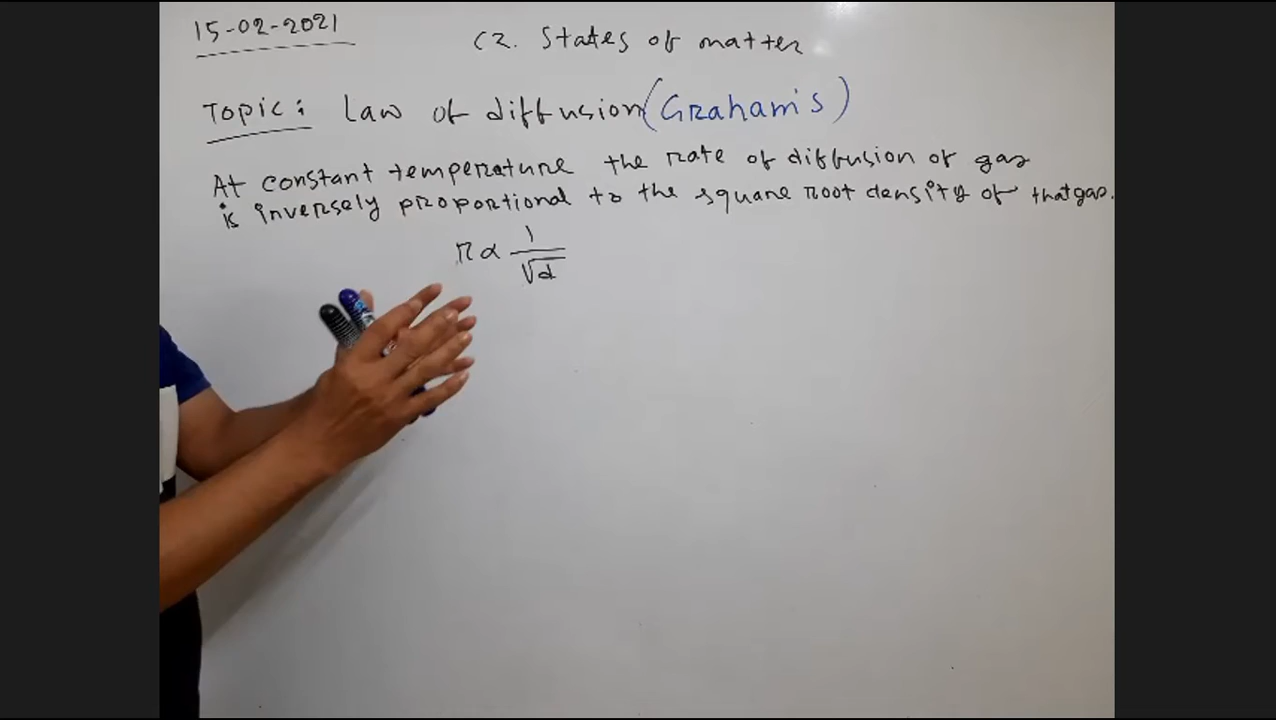 15-02-2021
C2. States of matter
Topic: Law of diffusion (Graham's)
At constant temperature the rate of diffusion of gas
is inversely proportional to the square root density of that gas.
r ∝ 1/√d